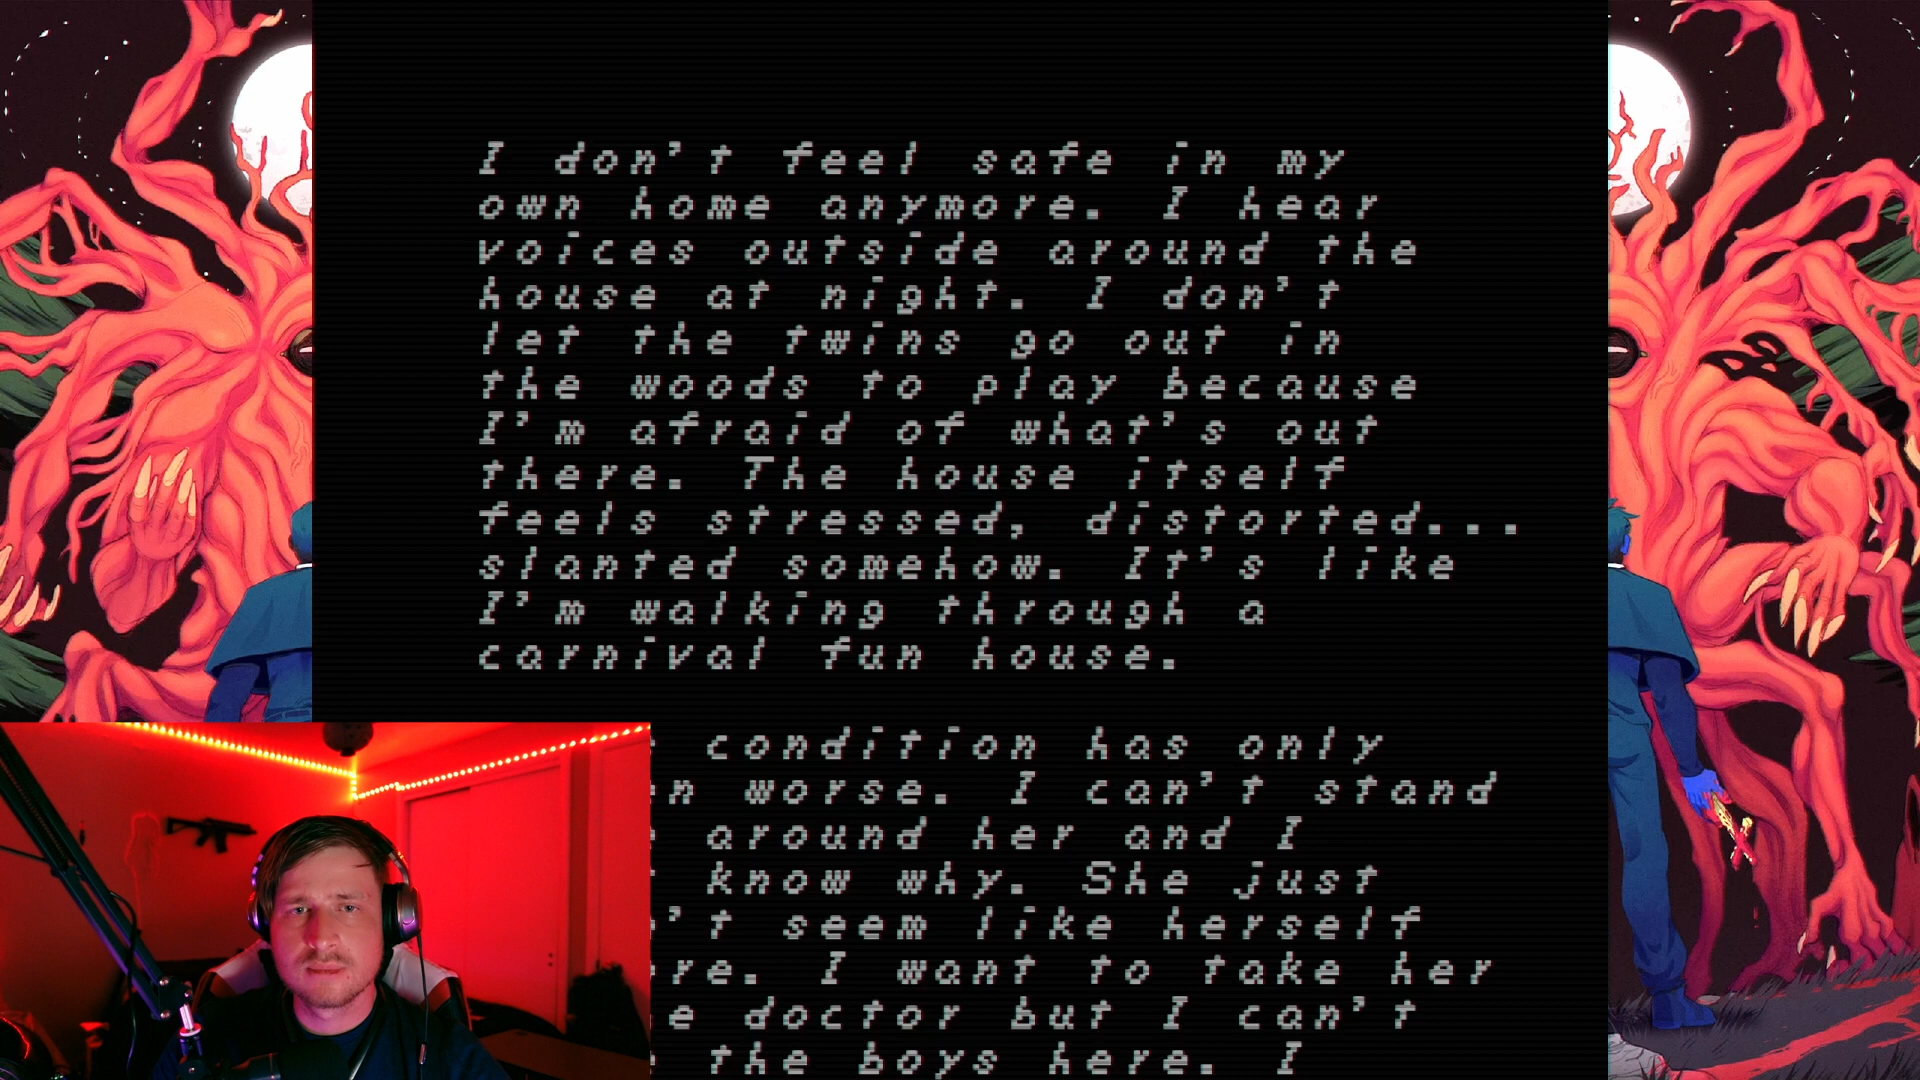 I don't feel safe in my
own home anymore. I hear
voices outside around the
house at night. I don't
let the twins go out in
the woods to play because
I'm afraid of what's out
there. The house itself
feels stressed, distorted...
slanted somehow. It's like
I'm walking through a
carnival fun house.
condition has only
worse. I can't stand
around her and I
know why. She just
seem like herself
I want to take her
doctor but I can't
the boys here. I